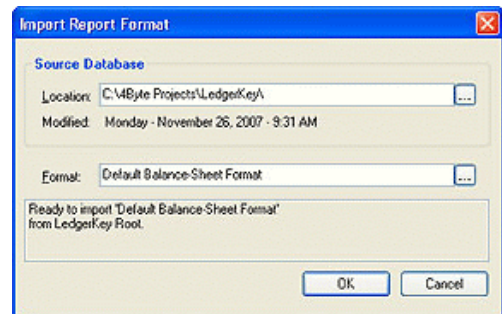 Import Report Format
Source Database
Location: C:\4Byte Projects\LedgerKey\
...
Modified: Monday - November 26, 2007 - 9:31 AM
Format: Default Balance-Sheet Format
...
Ready to import 'Default Balance-Sheet Format'
from LedgerKey Root.
OK Cancel